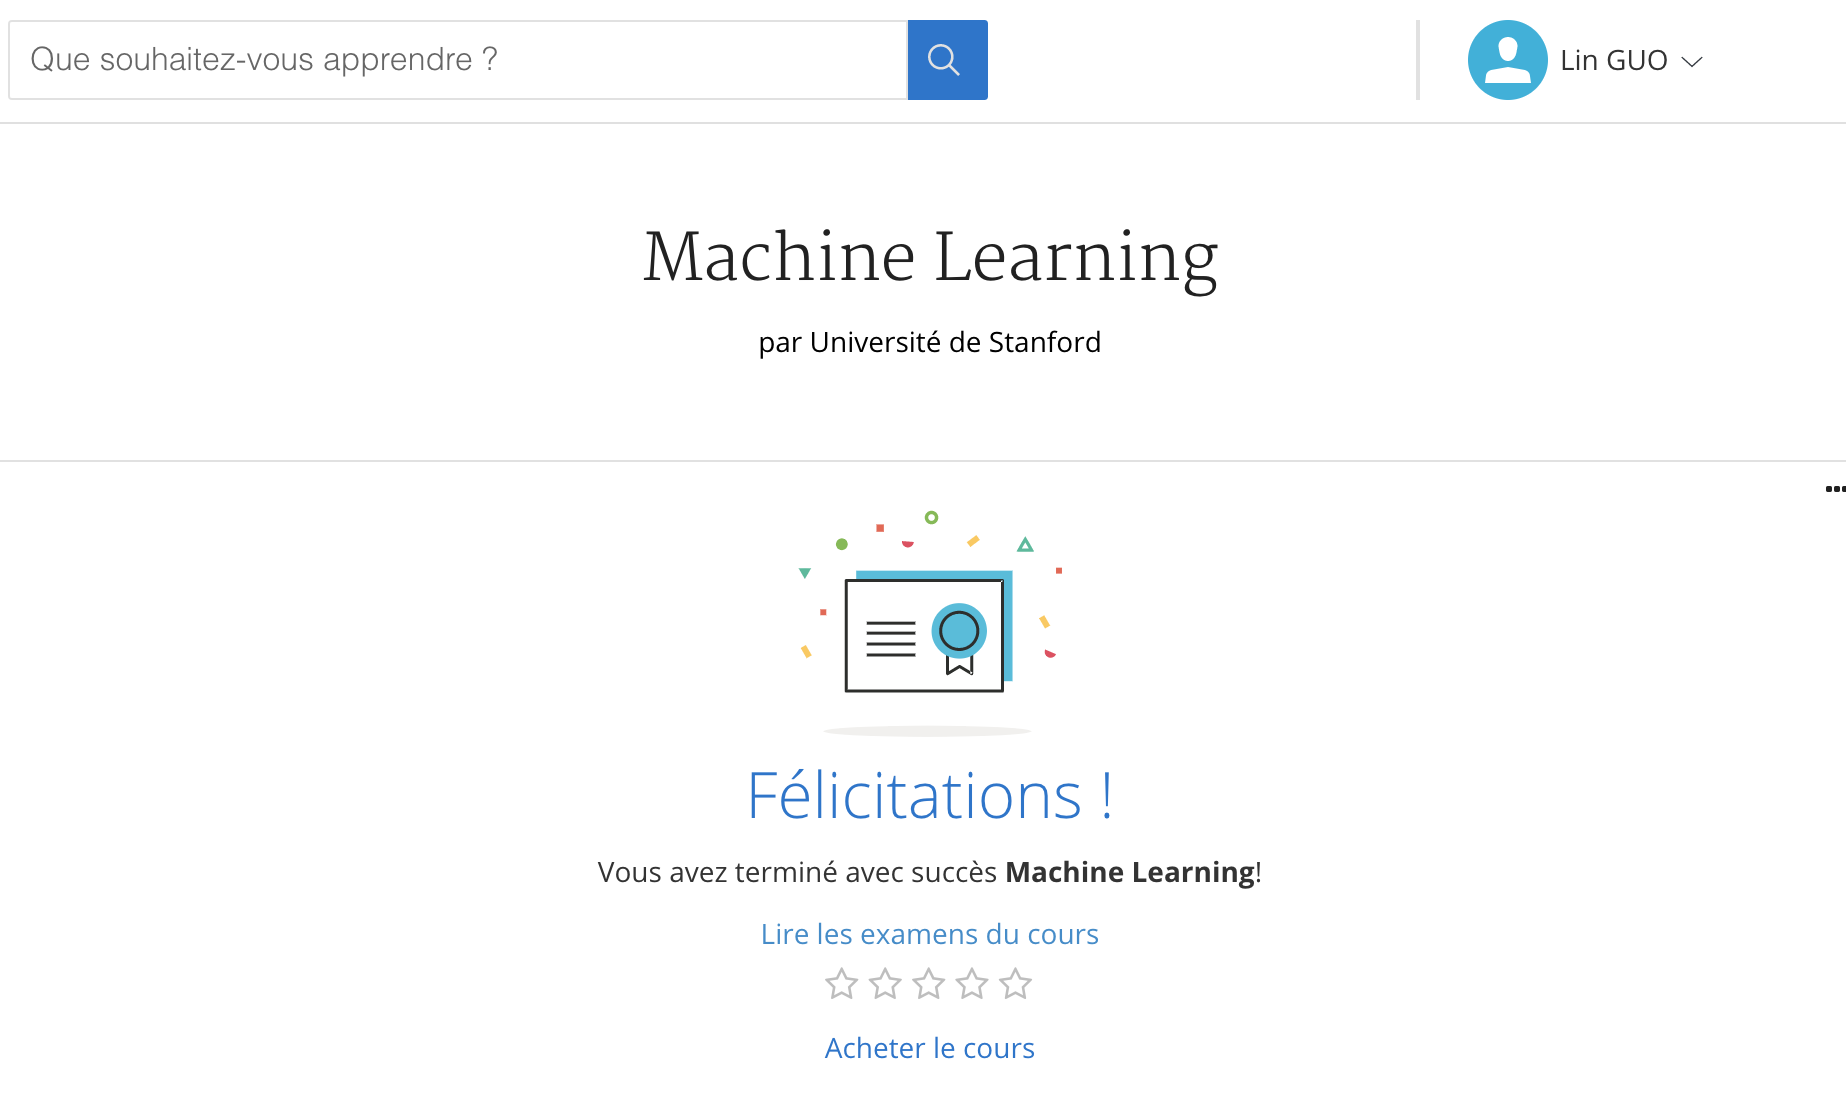 Que souhaitez-vous apprendre ?
Lin GUO
Machine Learning
par Université de Stanford
Félicitations !
Vous avez terminé avec succès Machine Learning!
Lire les examens du cours
Acheter le cours